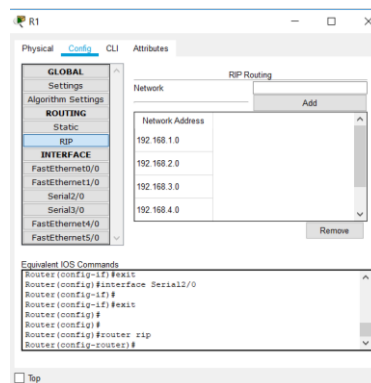 R1
Physical Config CLI Attributes
GLOBAL
Settings
Algorithm Settings
ROUTING
Static
RIP
INTERFACE
FastEthernet0/0
FastEthernet1/0
Serial2/0
Serial3/0
FastEthernet4/0
FastEthernet5/0
RIP Routing
Network
Add
Network Address
192.168.1.0
192.168.2.0
192.168.3.0
192.168.4.0
Remove
Equivalent IOS Commands
Router(config-if)#exit
Router(config)#interface Serial2/0
Router(config-if)#
Router(config-if)#exit
Router(config)#
Router(config)#
Router(config)#router rip
Router(config-router)#
Top